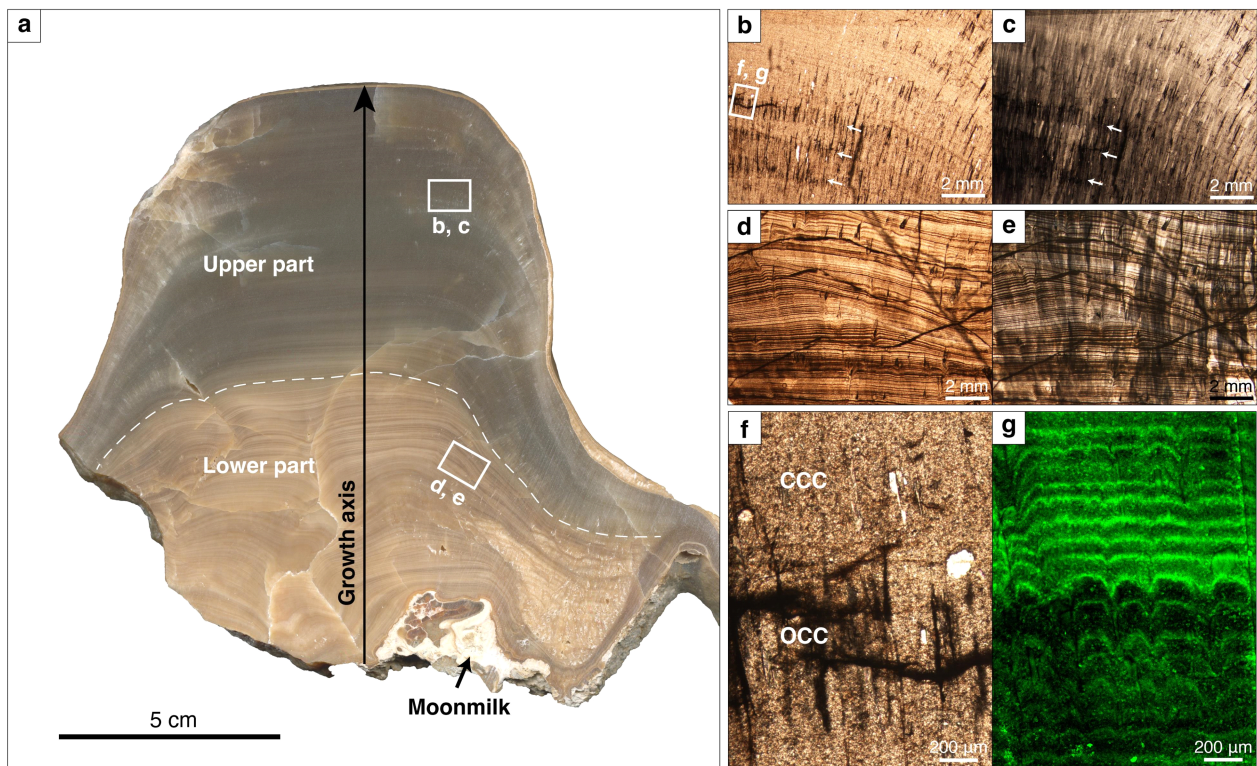 a
Upper part
b, c
Lower part
d, e
Growth axis
Moonmilk
5 cm
b
f, g
2 mm
c
2 mm
d
2 mm
e
2 mm
f
CCC
OCC
200 µm
g
200 µm